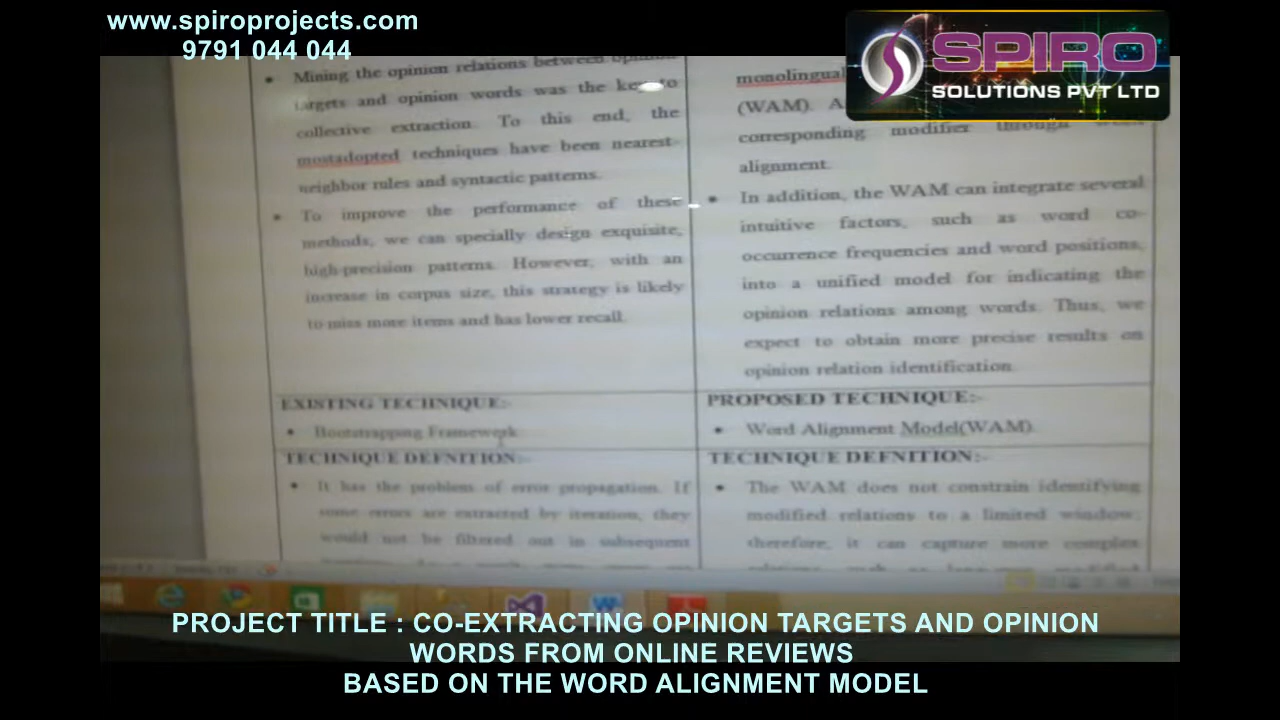 www.spiroprojects.com
9791 044 044
SPIRO
SOLUTIONS PVT LTD
Mining the opinion relations between
targets and opinion words was the key to
collective extraction. To this end, the
mostadopted techniques have been nearest-
neighbor rules and syntactic patterns.
To improve the performance of these
methods, we can specially design exquisite,
high-precision patterns. However, with an
increase in corpus size, this strategy is likely
to miss more items and has lower recall.
monolingual
(WAM). A
corresponding modifier through
alignment.
In addition, the WAM can integrate several
intuitive factors, such as word co-
occurrence frequencies and word positions,
into a unified model for indicating the
opinion relations among words. Thus, we
expect to obtain more precise results on
opinion relation identification.
EXISTING TECHNIQUE:-
Bootstrapping Framework
PROPOSED TECHNIQUE:-
Word Alignment Model(WAM).
TECHNIQUE DEFNITION:-
It has the problem of error propagation. If
some errors are extracted by iteration, they
would not be filtered out in subsequent
TECHNIQUE DEFNITION:-
The WAM does not constrain identifying
modified relations to a limited window;
therefore, it can capture more complex
PROJECT TITLE : CO-EXTRACTING OPINION TARGETS AND OPINION
WORDS FROM ONLINE REVIEWS
BASED ON THE WORD ALIGNMENT MODEL